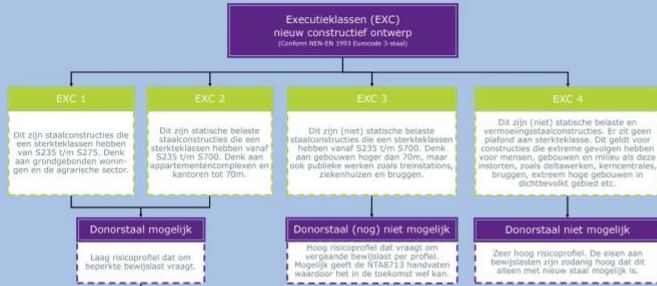 Executieklassen (EXC)
nieuw constructief ontwerp
(Conform NEN-EN 1993 Eurocode 3-staal)
EXC 1
Dit zijn staalconstructies die
een sterkteklassen hebben
van S235 t/m S275. Denk
aan grondgebonden wonin-
gen en de agrarische sector.
EXC 2
Dit zijn statische belaste
staalconstructies die een
sterkteklassen hebben vanaf
S235 t/m S700. Denk aan
appartementencomplexen en
kantoren tot 70m.
EXC 3
Dit zijn (niet) statische belaste
staalconstructies die een sterkteklassen
hebben vanaf S235 t/m S700. Denk
aan gebouwen hoger dan 70m, maar
ook publieke werken zoals treinstations,
ziekenhuizen en bruggen.
EXC 4
Dit zijn (niet) statische belaste en
vermoeiingsstaalconstructies. Er zit geen
plafond aan sterkteklasse. Dit geldt voor
constructies die extreme gevolgen hebben
voor mensen, gebouwen en milieu als deze
instorten, zoals deltawerken, kerncentrales,
bruggen, extreem hoge gebouwen in
dichtbevolkt gebied etc.
Donorstaal mogelijk
Laag risicoprofiel dat vraagt om
beperkte bewijslast vraagt.
Donorstaal (nog) niet mogelijk
Hoog risicoprofiel dat vraagt om
vergaande bewijslast per profiel.
Mogelijk geeft de NTA8713 handvaten
waardoor het in de toekomst wel kan.
Donorstaal niet mogelijk
Zeer hoog risicoprofiel. De eisen aan
bewijslasten zijn zodanig hoog dat dit
alleen met nieuw staal mogelijk is.